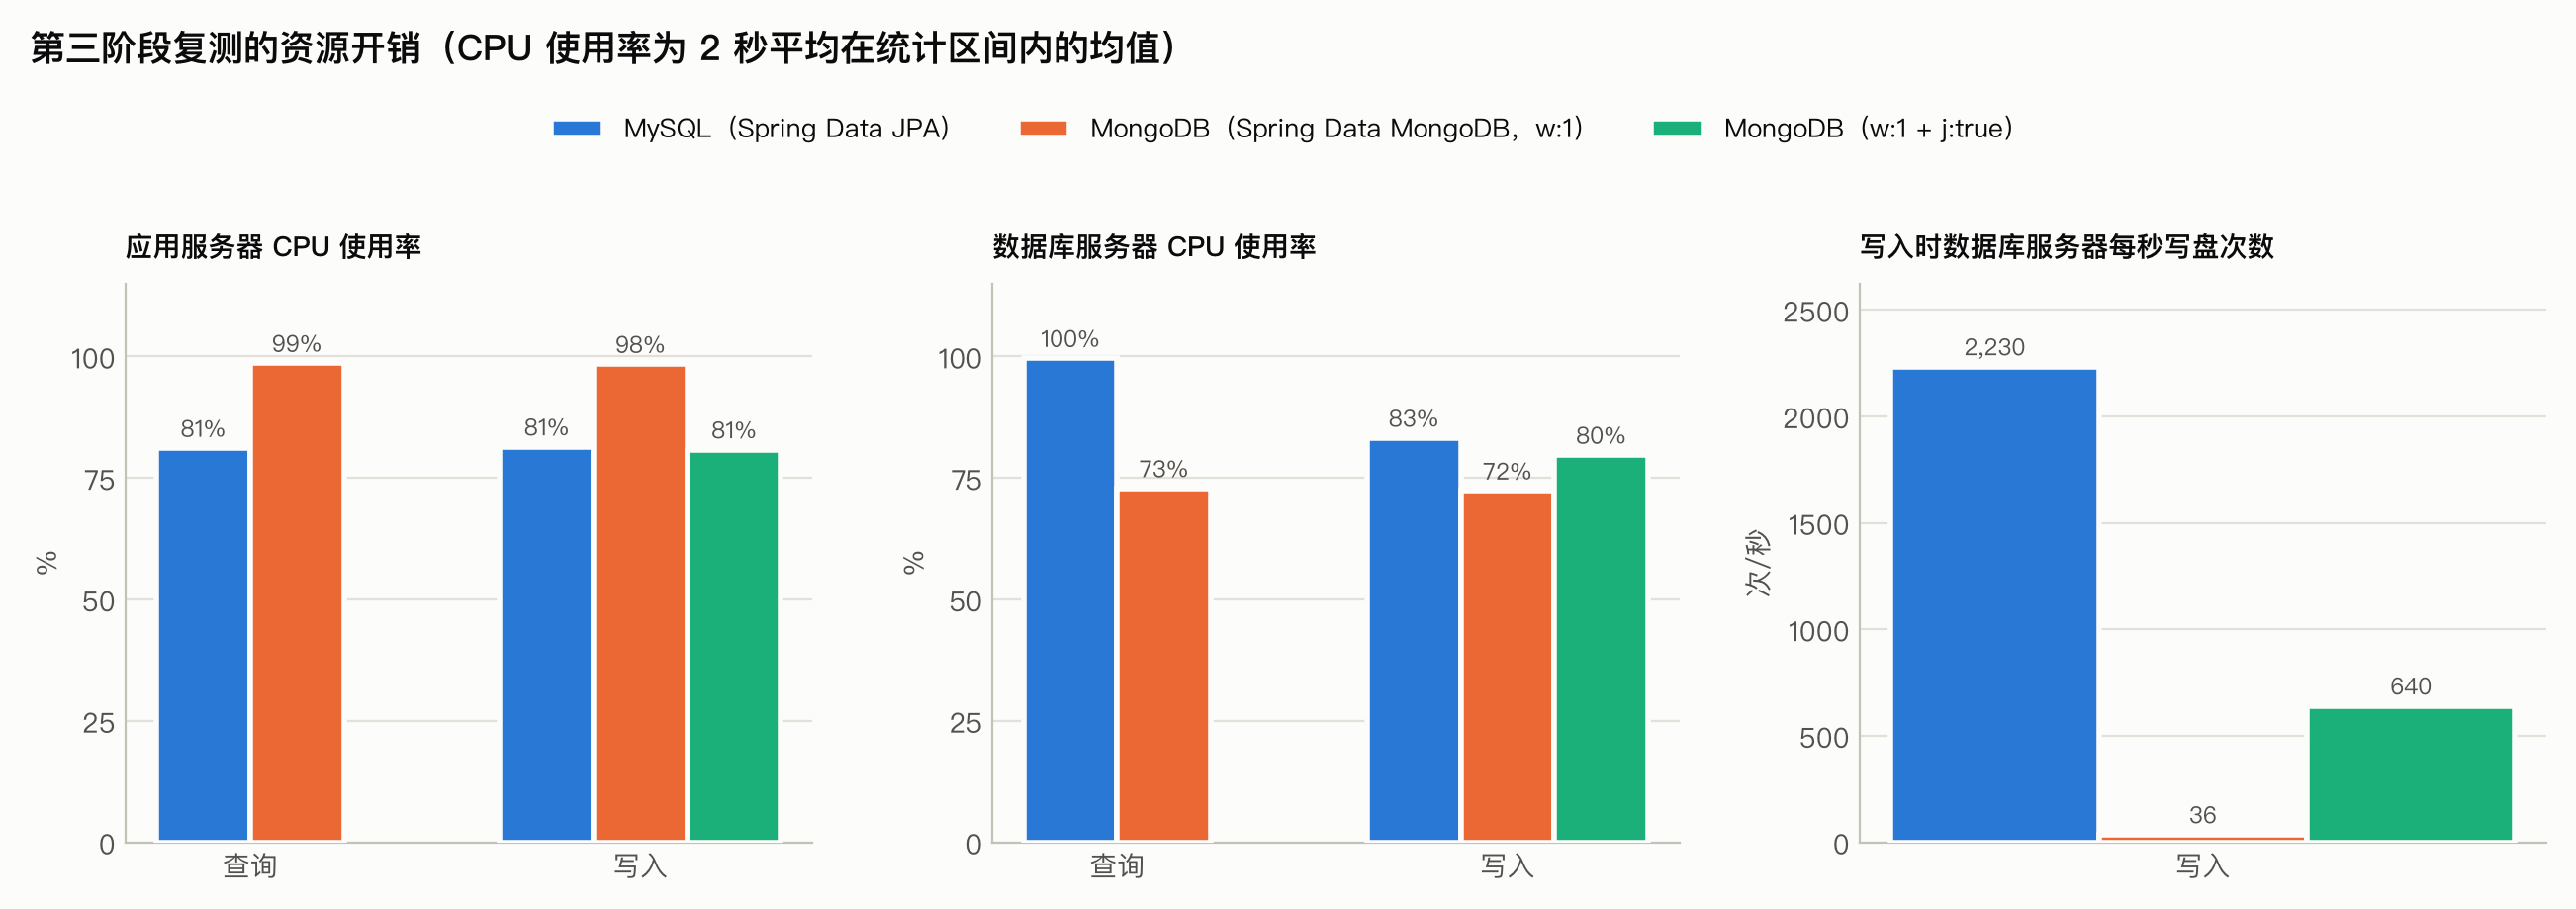 第三阶段复测的资源开销（CPU 使用率为 2 秒平均在统计区间内的均值）
MySQL（Spring Data JPA）
MongoDB（Spring Data MongoDB，w:1）
MongoDB（w:1 + j:true）
应用服务器 CPU 使用率
%
100
75
50
25
0
81%
99%
81%
98%
81%
查询
写入
数据库服务器 CPU 使用率
%
100
75
50
25
0
100%
73%
83%
72%
80%
查询
写入
写入时数据库服务器每秒写盘次数
次/秒
2500
2000
1500
1000
500
0
2,230
36
640
写入